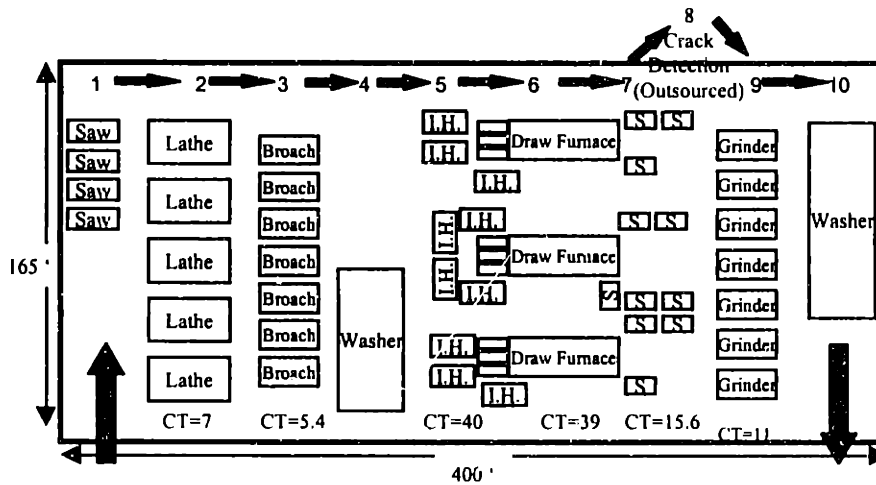 8
Crack
Detection
(Outsourced)
1 2 3 4 5 6 7 9 10
Saw
Saw
Saw
Saw
Lathe
Lathe
Lathe
Lathe
Lathe
CT=7
Broach
Broach
Broach
Broach
Broach
Broach
Broach
CT=5.4
Washer
I.H.
I.H.
I.H.
I.H.
I.H.
I.H.
I.H.
I.H.
I.H.
I.H.
CT=40
Draw Furnace
Draw Furnace
Draw Furnace
CT=39
S S
S
S S
S
S S
S S
S
CT=15.6
Grinder
Grinder
Grinder
Grinder
Grinder
Grinder
Grinder
CT=11
Washer
165 '
400 '